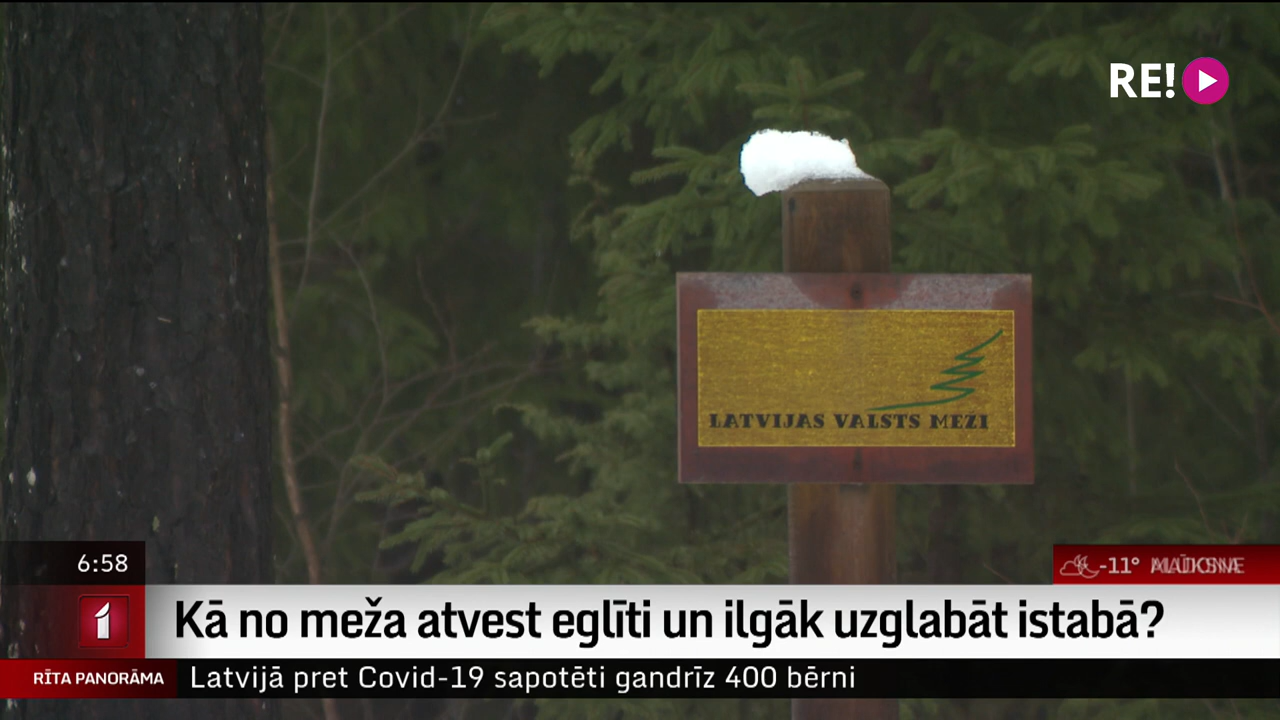 RE!
LATVIJAS VALSTS MEŽI
6:58
-11°
1
Kā no meža atvest eglīti un ilgāk uzglabāt istabā?
RĪTA PANORĀMA
Latvijā pret Covid-19 sapotēti gandrīz 400 bērni